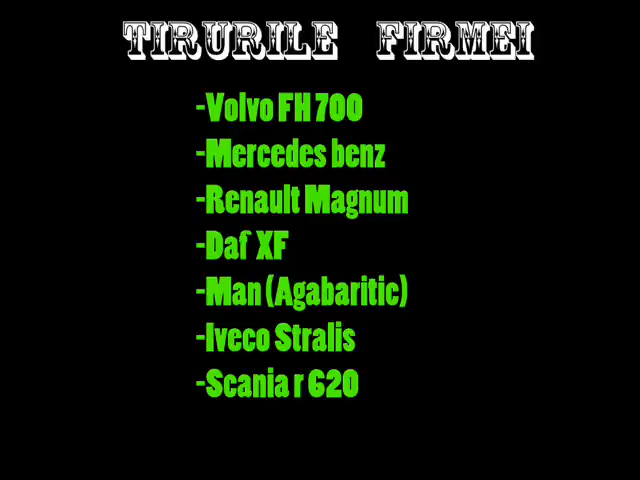 TIRURILE FIRMEI
-Volvo FH 700
-Mercedes benz
-Renault Magnum
-Daf XF
-Man (Agabaritic)
-Iveco Stralis
-Scania r 620